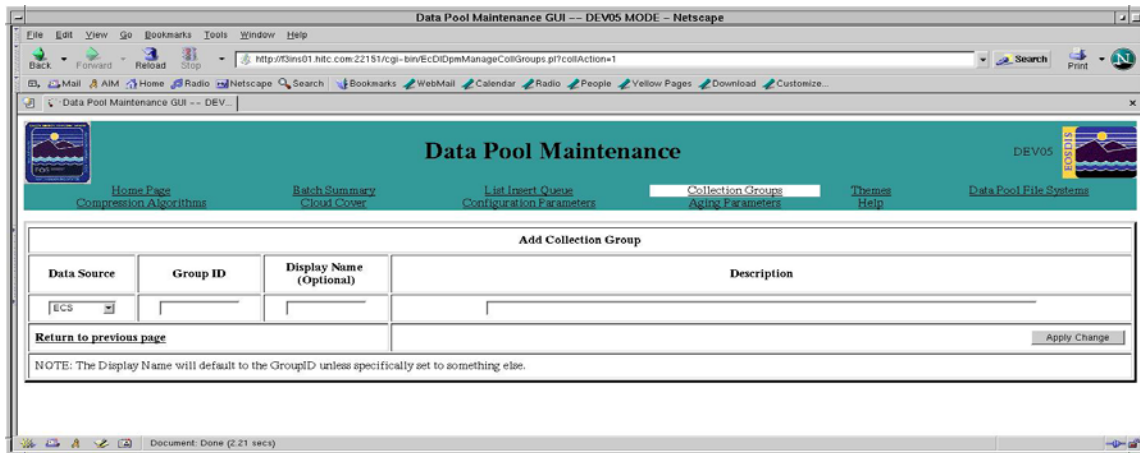 Data Pool Maintenance GUI -- DEV05 MODE - Netscape
File Edit View Go Bookmarks Tools Window Help
Back Forward Reload Stop http://f3ins01.hitc.com:22151/cgi-bin/EcDlDpmManageCollGroups.pl?collAction=1 Search Print N
Mail AIM Home Radio Netscape Search Bookmarks WebMail Calendar Radio People Yellow Pages Download Customize...
Data Pool Maintenance GUI -- DEV...
Data Pool Maintenance
DEV05
EOSDIS
EOS
Home Page Batch Summary List Insert Queue Collection Groups Themes Data Pool File Systems
Compression Algorithms Cloud Cover Configuration Parameters Aging Parameters Help
Add Collection Group
Data Source Group ID Display Name (Optional) Description
ECS
Return to previous page Apply Change
NOTE: The Display Name will default to the GroupID unless specifically set to something else.
Document: Done (2.21 secs)